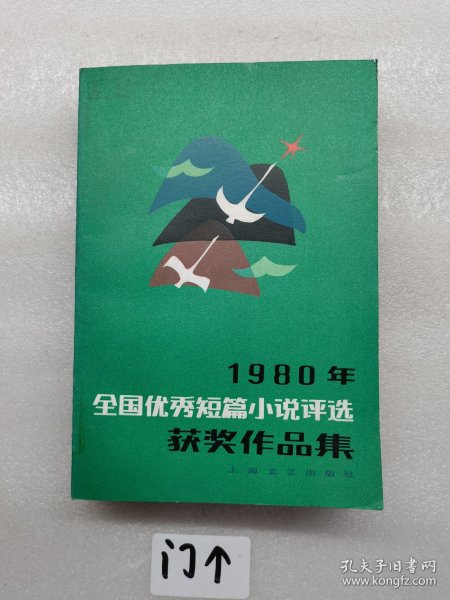 1980年
全国优秀短篇小说评选
获奖作品集
上海文艺出版社
门个
孔夫子旧书网
www.kongfz.com